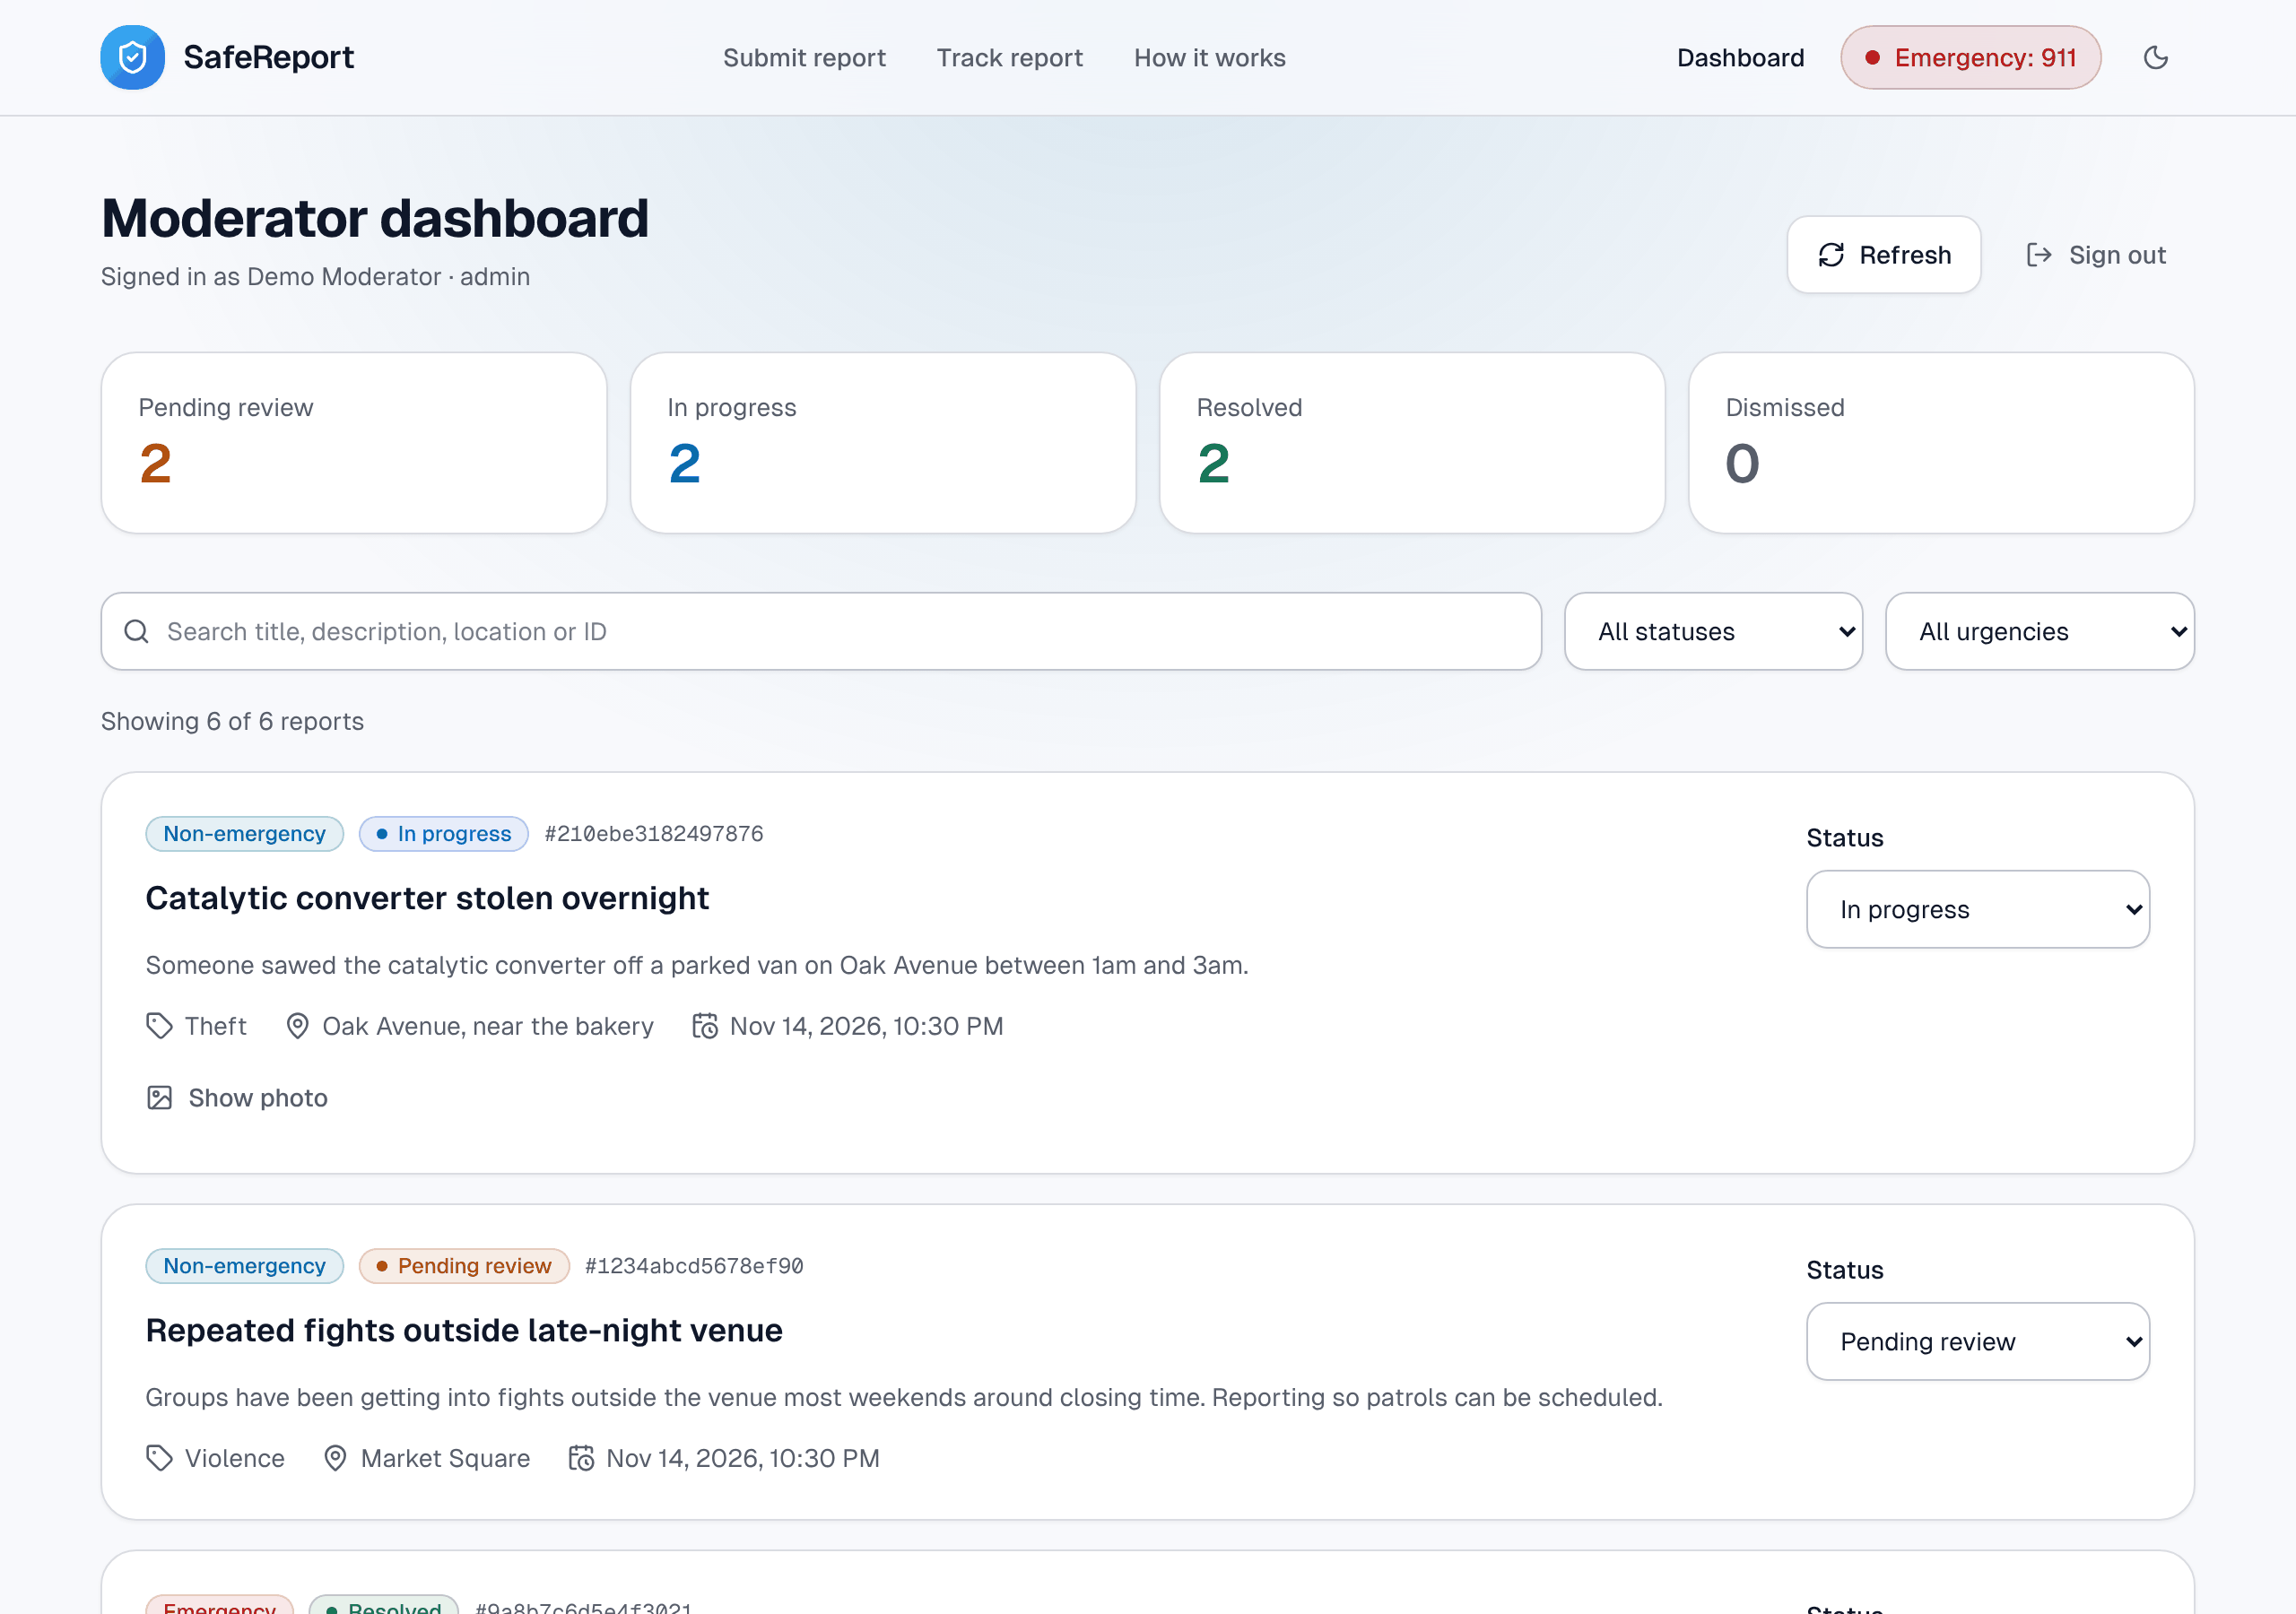 SafeReport
Submit report
Track report
How it works
Dashboard
Emergency: 911
Moderator dashboard
Signed in as Demo Moderator · admin
Refresh
Sign out
Pending review
2
In progress
2
Resolved
2
Dismissed
0
Search title, description, location or ID
All statuses
All urgencies
Showing 6 of 6 reports
Non-emergency
In progress
#210ebe3182497876
Catalytic converter stolen overnight
Someone sawed the catalytic converter off a parked van on Oak Avenue between 1am and 3am.
Theft
Oak Avenue, near the bakery
Nov 14, 2026, 10:30 PM
Show photo
Status
In progress
Non-emergency
Pending review
#1234abcd5678ef90
Repeated fights outside late-night venue
Groups have been getting into fights outside the venue most weekends around closing time. Reporting so patrols can be scheduled.
Violence
Market Square
Nov 14, 2026, 10:30 PM
Status
Pending review
Emergency
Resolved
#9a8b7c6d5e4f3021
Status